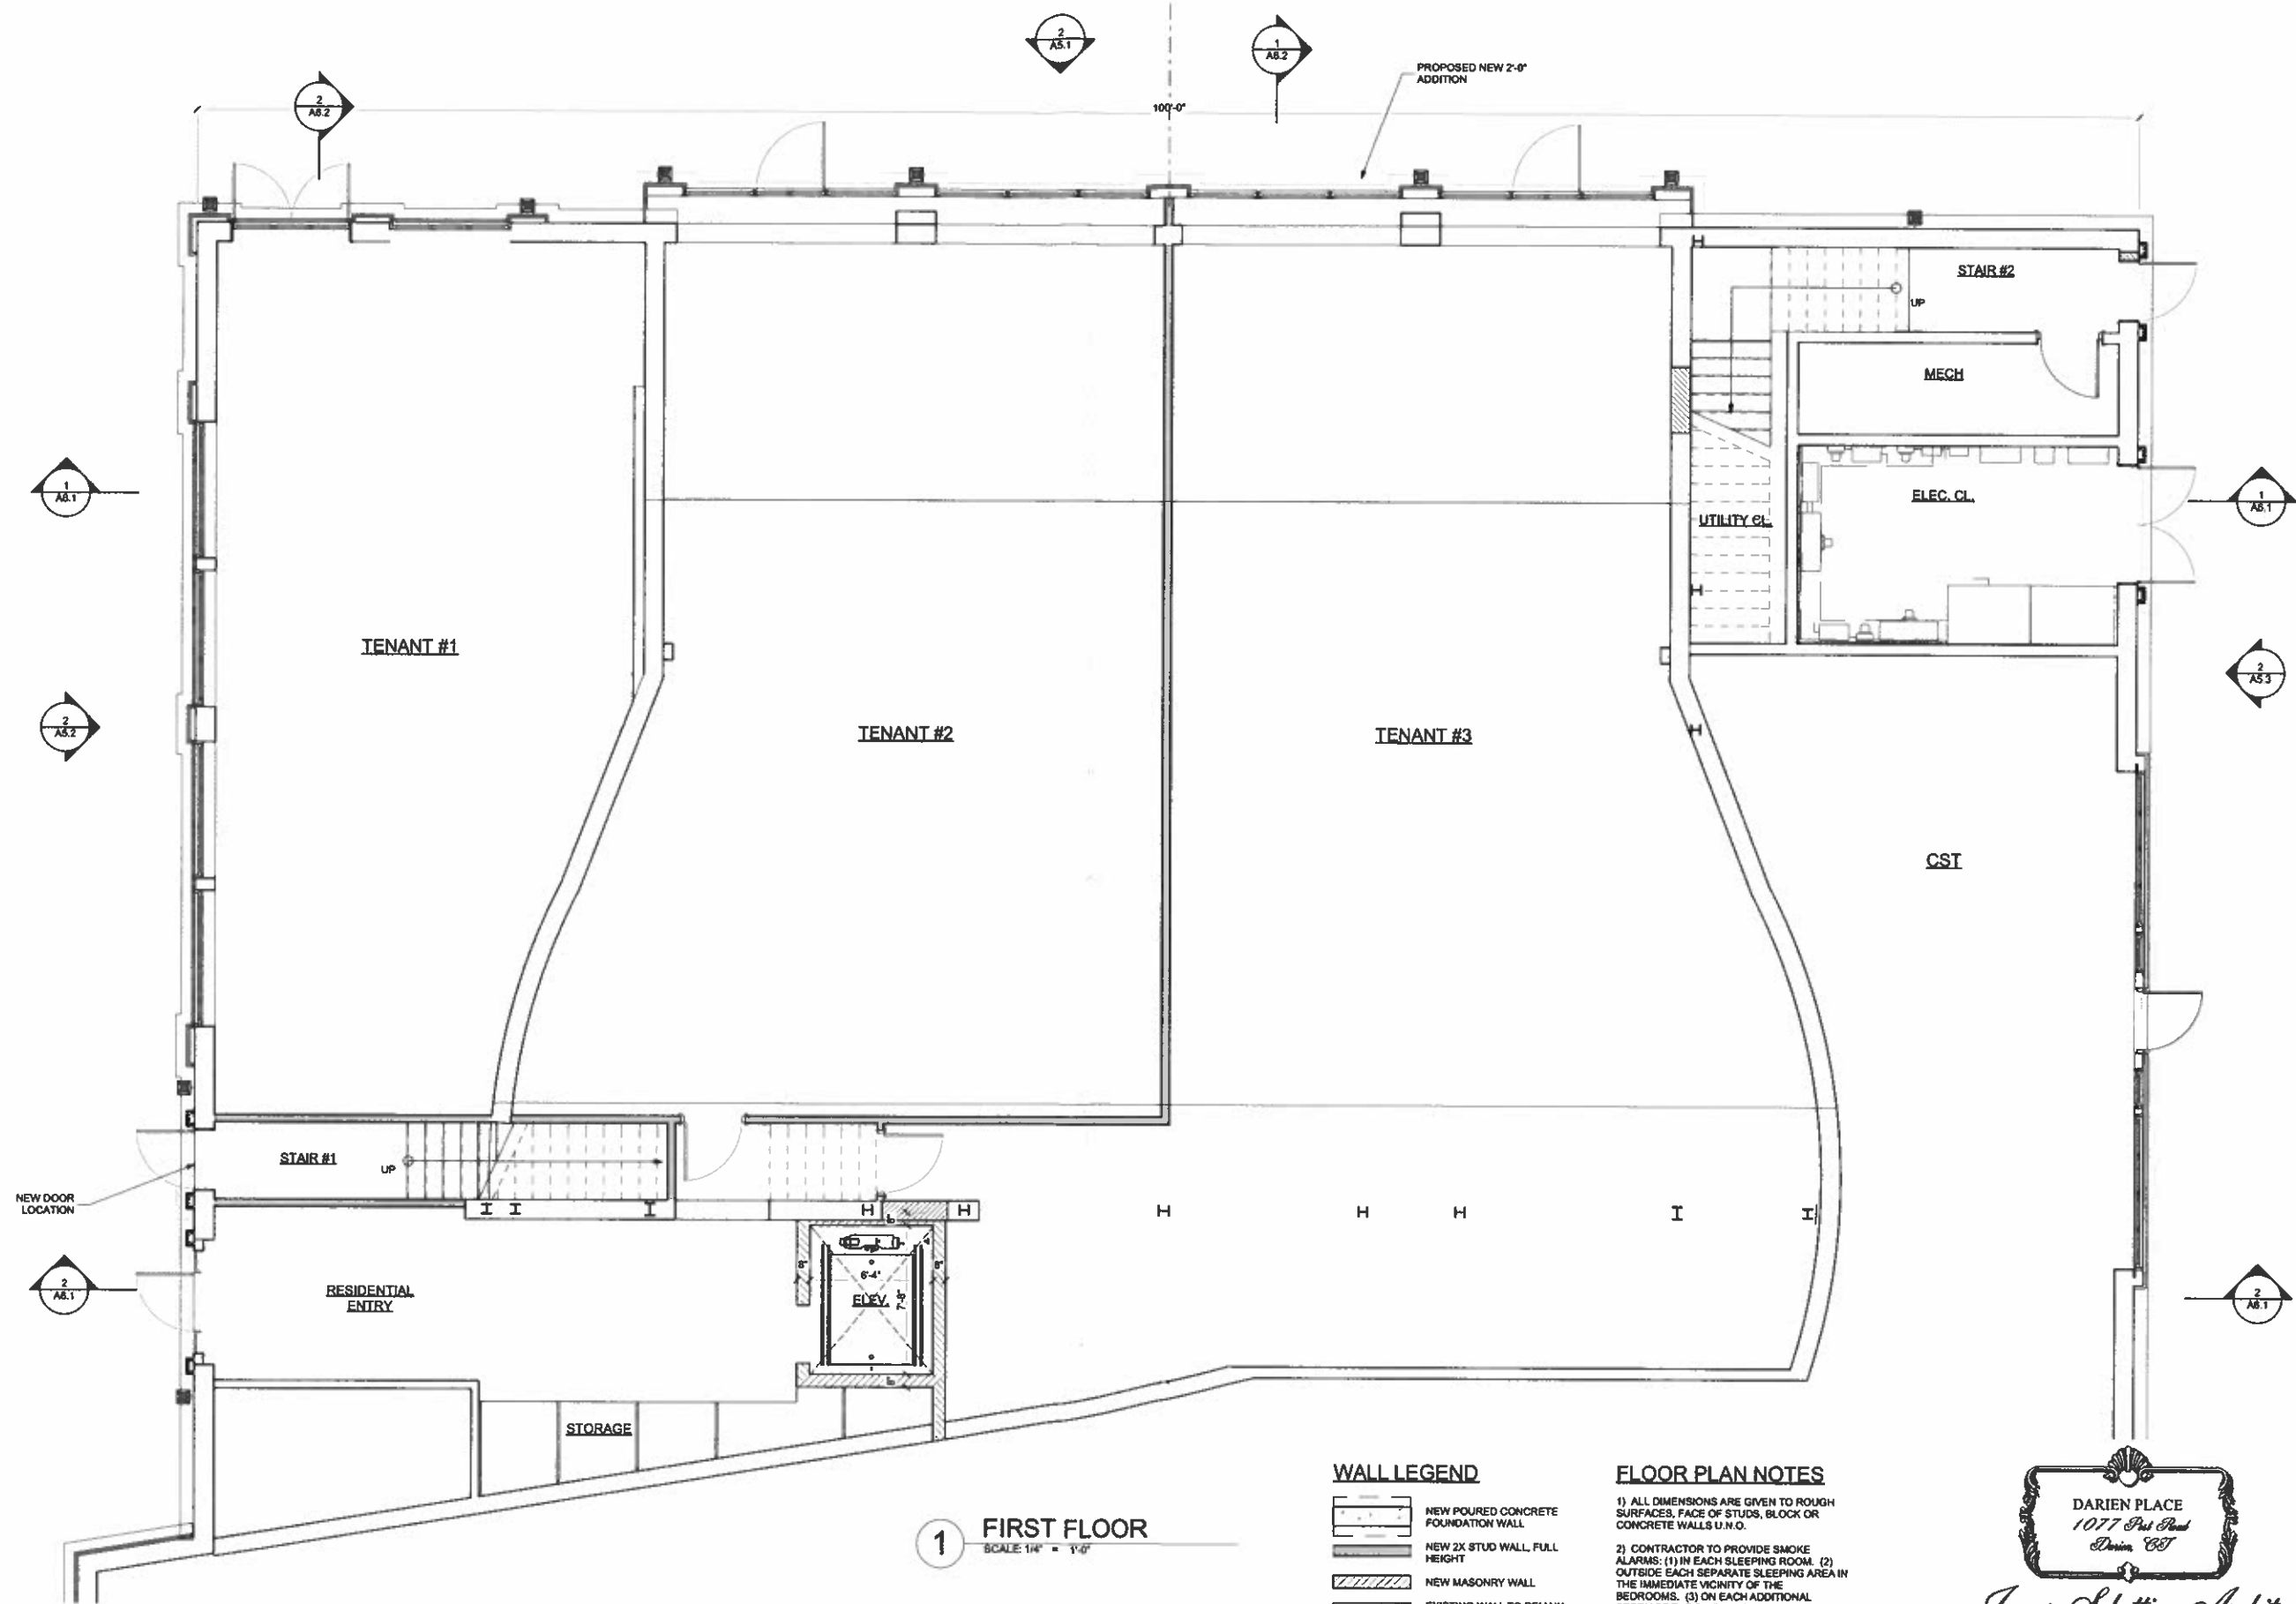 2
A5.1
1
A6.2
PROPOSED NEW 2'-0"
ADDITION
2
A6.2
100'-0"
STAIR #2
UP
MECH
1
A6.1
ELEC. CL.
1
A6.1
UTILITY CL.
TENANT #1
2
A5.3
2
A5.2
TENANT #2
TENANT #3
CST
STAIR #1
UP
NEW DOOR
LOCATION
8"
8"
8"
6'-4"
7'-8"
ELEV.
8"
RESIDENTIAL
ENTRY
2
A6.1
2
A6.1
STORAGE
1
FIRST FLOOR
SCALE: 1/4" = 1'-0"
WALL LEGEND
NEW POURED CONCRETE
FOUNDATION WALL
NEW 2X STUD WALL, FULL
HEIGHT
NEW MASONRY WALL
FLOOR PLAN NOTES
1) ALL DIMENSIONS ARE GIVEN TO ROUGH
SURFACES, FACE OF STUDS, BLOCK OR
CONCRETE WALLS U.N.O.
2) CONTRACTOR TO PROVIDE SMOKE
ALARMS: (1) IN EACH SLEEPING ROOM. (2)
OUTSIDE EACH SEPARATE SLEEPING AREA IN
THE IMMEDIATE VICINITY OF THE
BEDROOMS. (3) ON EACH ADDITIONAL
DARIEN PLACE
1077 Post Road
Darien, CT